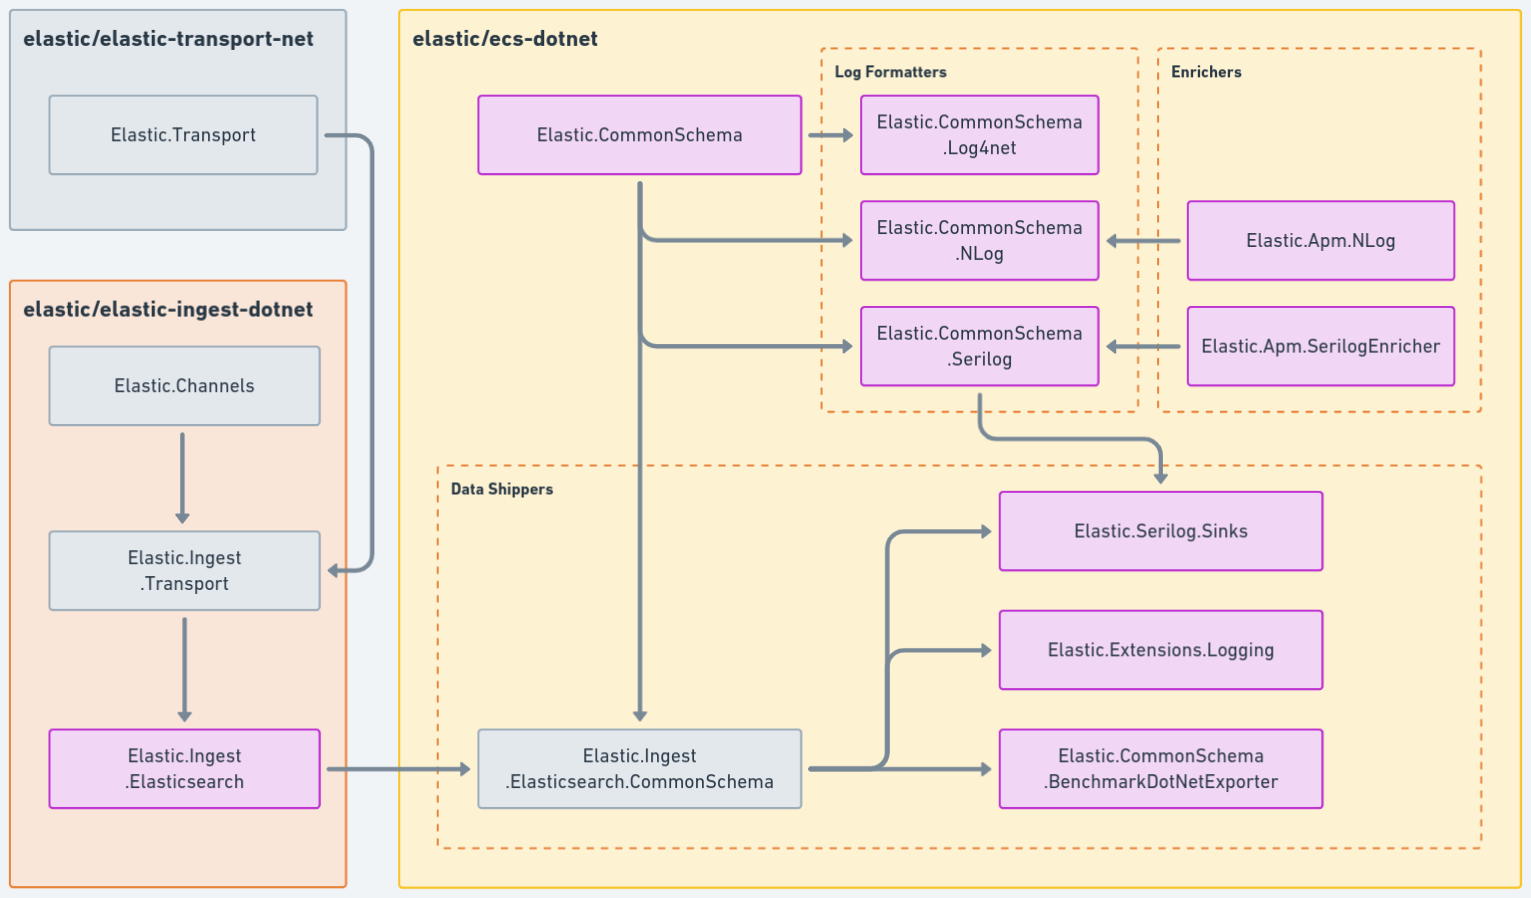 elastic/elastic-transport-net
Elastic.Transport
elastic/elastic-ingest-dotnet
Elastic.Channels
Elastic.Ingest
.Transport
Elastic.Ingest
.Elasticsearch
elastic/ecs-dotnet
Elastic.CommonSchema
Log Formatters
Elastic.CommonSchema
.Log4net
Elastic.CommonSchema
.NLog
Elastic.CommonSchema
.Serilog
Enrichers
Elastic.Apm.NLog
Elastic.Apm.SerilogEnricher
Data Shippers
Elastic.Ingest
.Elasticsearch.CommonSchema
Elastic.Serilog.Sinks
Elastic.Extensions.Logging
Elastic.CommonSchema
.BenchmarkDotNetExporter